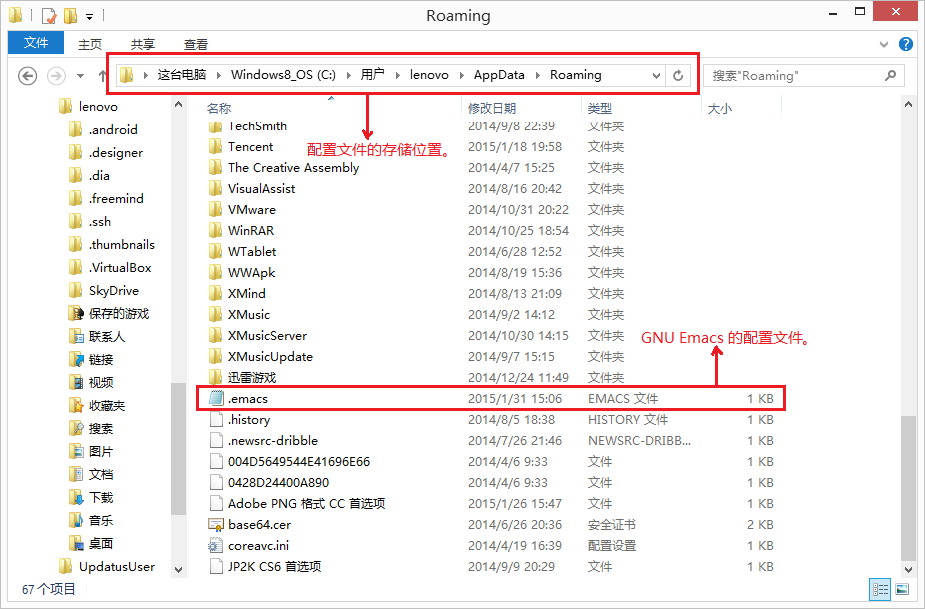 Roaming
文件 主页 共享 查看
这台电脑 Windows8_OS (C:) 用户 lenovo AppData Roaming 搜索"Roaming"
lenovo
.android
.designer
.dia
.freemind
.ssh
.thumbnails
.VirtualBox
SkyDrive
保存的游戏
联系人
链接
视频
收藏夹
搜索
图片
文档
下载
音乐
桌面
UpdatusUser
名称 修改日期 类型 大小
TechSmith 2014/9/8 22:39 文件夹
Tencent 2015/1/18 19:58 文件夹
配置文件的存储位置。
The Creative Assembly 2014/4/7 15:25 文件夹
VisualAssist 2014/8/16 20:42 文件夹
VMware 2014/10/31 20:22 文件夹
WinRAR 2014/10/25 18:54 文件夹
WTablet 2014/6/28 12:52 文件夹
WWApk 2014/8/19 15:36 文件夹
XMind 2014/8/13 21:09 文件夹
XMusic 2014/9/2 14:12 文件夹
XMusicServer 2014/10/30 14:15 文件夹
GNU Emacs 的配置文件。
XMusicUpdate 2014/9/7 15:15 文件夹
迅雷游戏 2014/12/24 11:49 文件夹
.emacs 2015/1/31 15:06 EMACS 文件 1 KB
.history 2014/8/5 18:38 HISTORY 文件 1 KB
.newsrc-dribble 2014/7/26 21:46 NEWSRC-DRIBB... 1 KB
004D5649544E41696E66 2014/4/6 9:33 文件 1 KB
0428D24400A890 2014/4/6 9:33 文件 1 KB
Adobe PNG 格式 CC 首选项 2015/1/26 15:47 文件 1 KB
base64.cer 2014/6/26 20:36 安全证书 2 KB
coreavc.ini 2014/4/19 16:39 配置设置 1 KB
JP2K CS6 首选项 2014/9/9 20:29 文件 1 KB
67 个项目